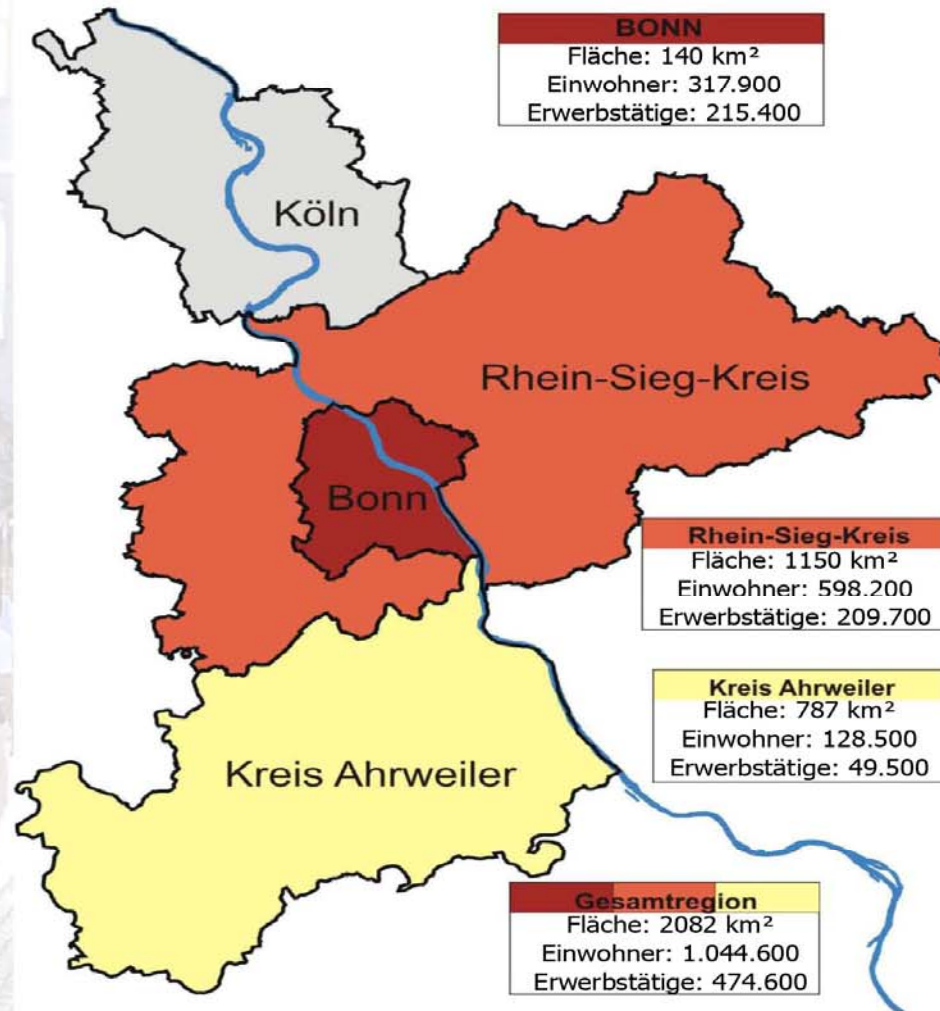 BONN
Fläche: 140 km²
Einwohner: 317.900
Erwerbstätige: 215.400
Köln
Rhein-Sieg-Kreis
Bonn
Rhein-Sieg-Kreis
Fläche: 1150 km²
Einwohner: 598.200
Erwerbstätige: 209.700
Kreis Ahrweiler
Fläche: 787 km²
Einwohner: 128.500
Erwerbstätige: 49.500
Kreis Ahrweiler
Gesamtregion
Fläche: 2082 km²
Einwohner: 1.044.600
Erwerbstätige: 474.600